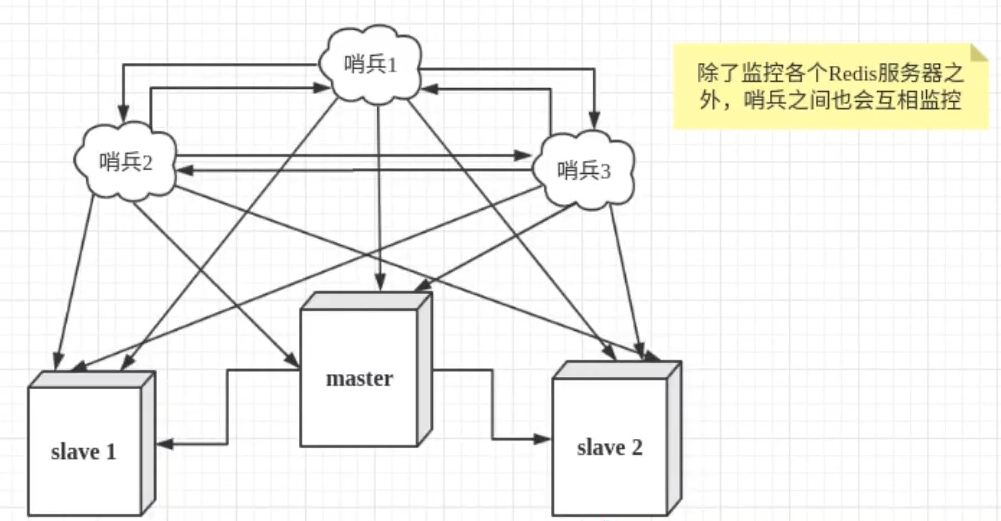 哨兵1
除了监控各个Redis服务器之
外，哨兵之间也会互相监控
哨兵2
哨兵3
master
slave 1
slave 2